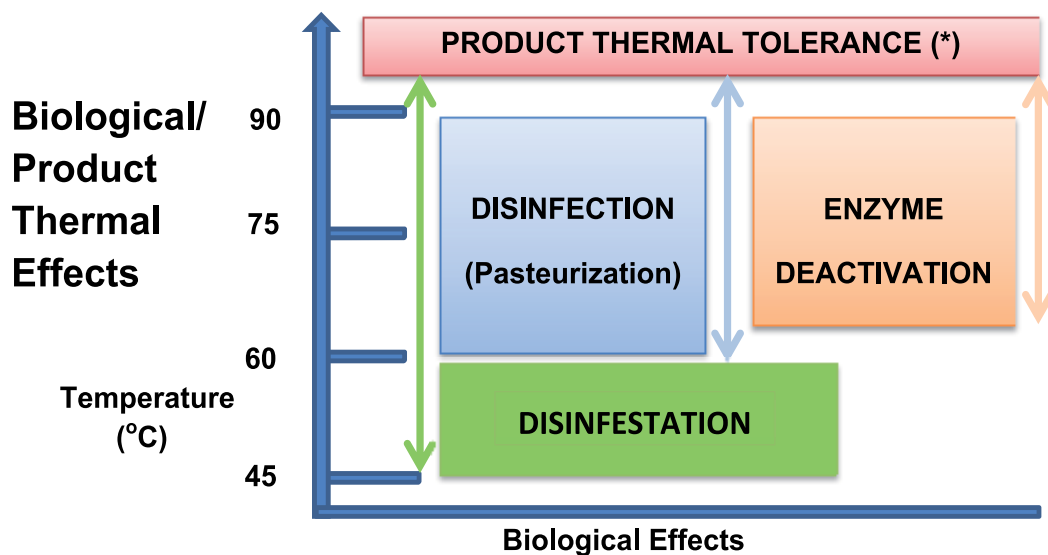 PRODUCT THERMAL TOLERANCE (*)
Biological/
Product
Thermal
Effects
90
75
60
45
Temperature
(°C)
DISINFECTION
(Pasteurization)
ENZYME
DEACTIVATION
DISINFESTATION
Biological Effects